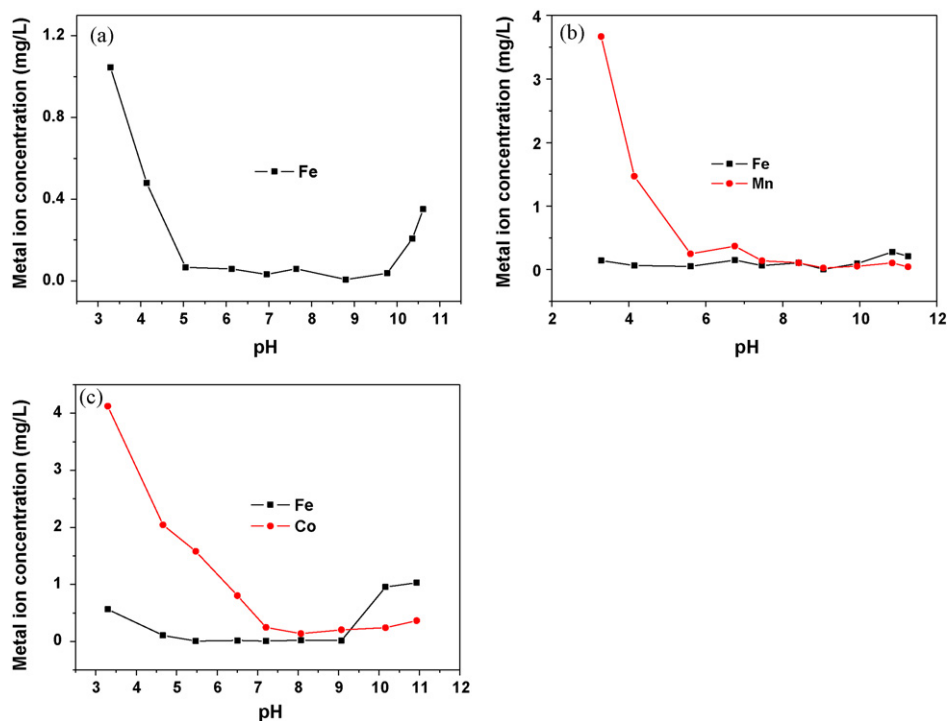 (a)
Metal ion concentration (mg/L)
1.2
0.8
0.4
0.0
Fe
3 4 5 6 7 8 9 10 11
pH
(b)
Metal ion concentration (mg/L)
4
3
2
1
0
Fe
Mn
2 4 6 8 10 12
pH
(c)
Metal ion concentration (mg/L)
4
3
2
1
0
Fe
Co
3 4 5 6 7 8 9 10 11 12
pH